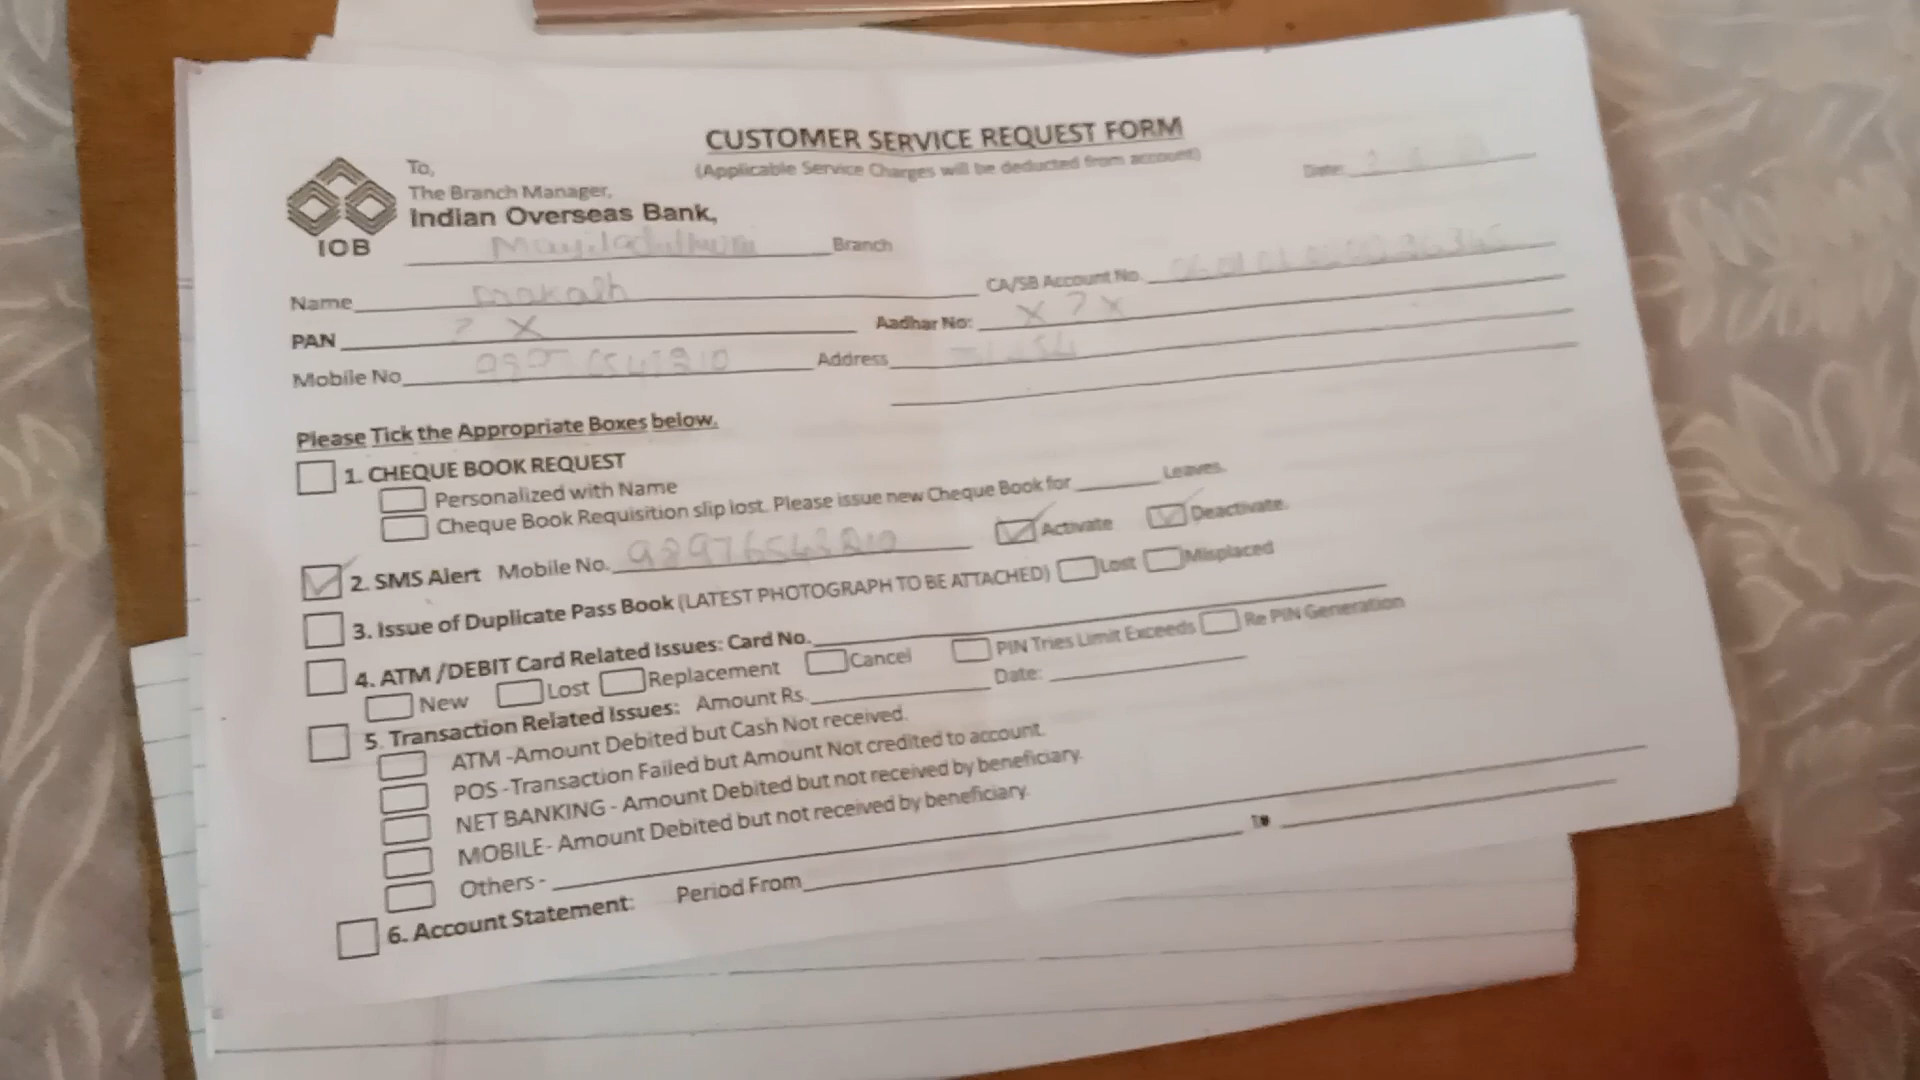 CUSTOMER SERVICE REQUEST FORM
(Applicable Service Charges will be deducted from account)
To,
Date:
The Branch Manager,
Indian Overseas Bank,
IOB
Branch
Name Prakash
CA/SB Account No.
PAN ? X
Aadhar No: X ? X
Mobile No
Address
Please Tick the Appropriate Boxes below.
1. CHEQUE BOOK REQUEST
Personalized with Name
Cheque Book Requisition slip lost. Please issue new Cheque Book for Leaves.
2. SMS Alert Mobile No. Activate Deactivate.
3. Issue of Duplicate Pass Book (LATEST PHOTOGRAPH TO BE ATTACHED) Lost Misplaced
4. ATM /DEBIT Card Related Issues: Card No.
New Lost Replacement Cancel PIN Tries Limit Exceeds Re PIN Generation
5. Transaction Related Issues: Amount Rs. Date:
ATM -Amount Debited but Cash Not received.
POS -Transaction Failed but Amount Not credited to account.
NET BANKING - Amount Debited but not received by beneficiary.
MOBILE- Amount Debited but not received by beneficiary.
Others -
6. Account Statement: Period From To